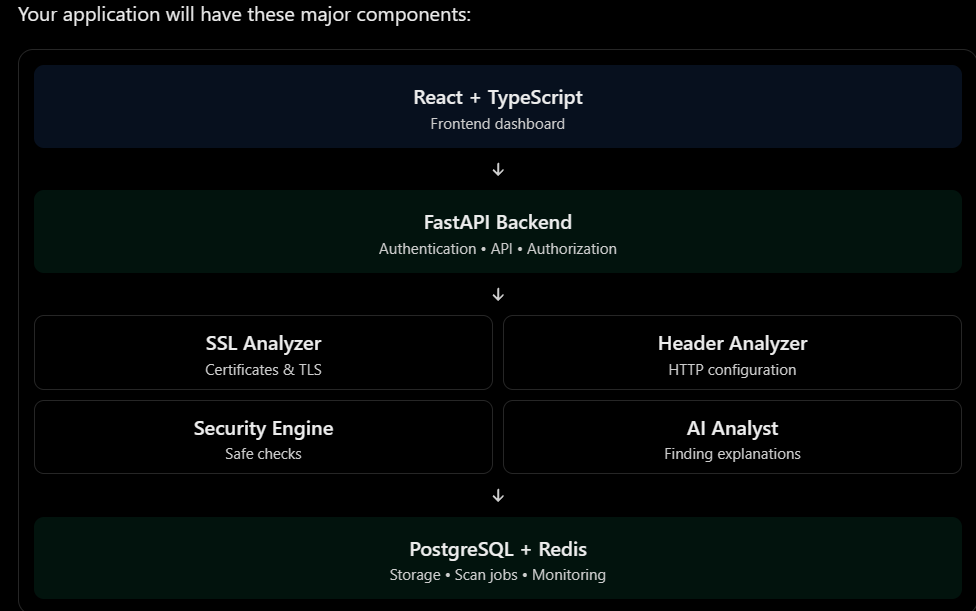 Your application will have these major components:
React + TypeScript
Frontend dashboard
↓
FastAPI Backend
Authentication • API • Authorization
↓
SSL Analyzer
Certificates & TLS
Header Analyzer
HTTP configuration
Security Engine
Safe checks
AI Analyst
Finding explanations
↓
PostgreSQL + Redis
Storage • Scan jobs • Monitoring